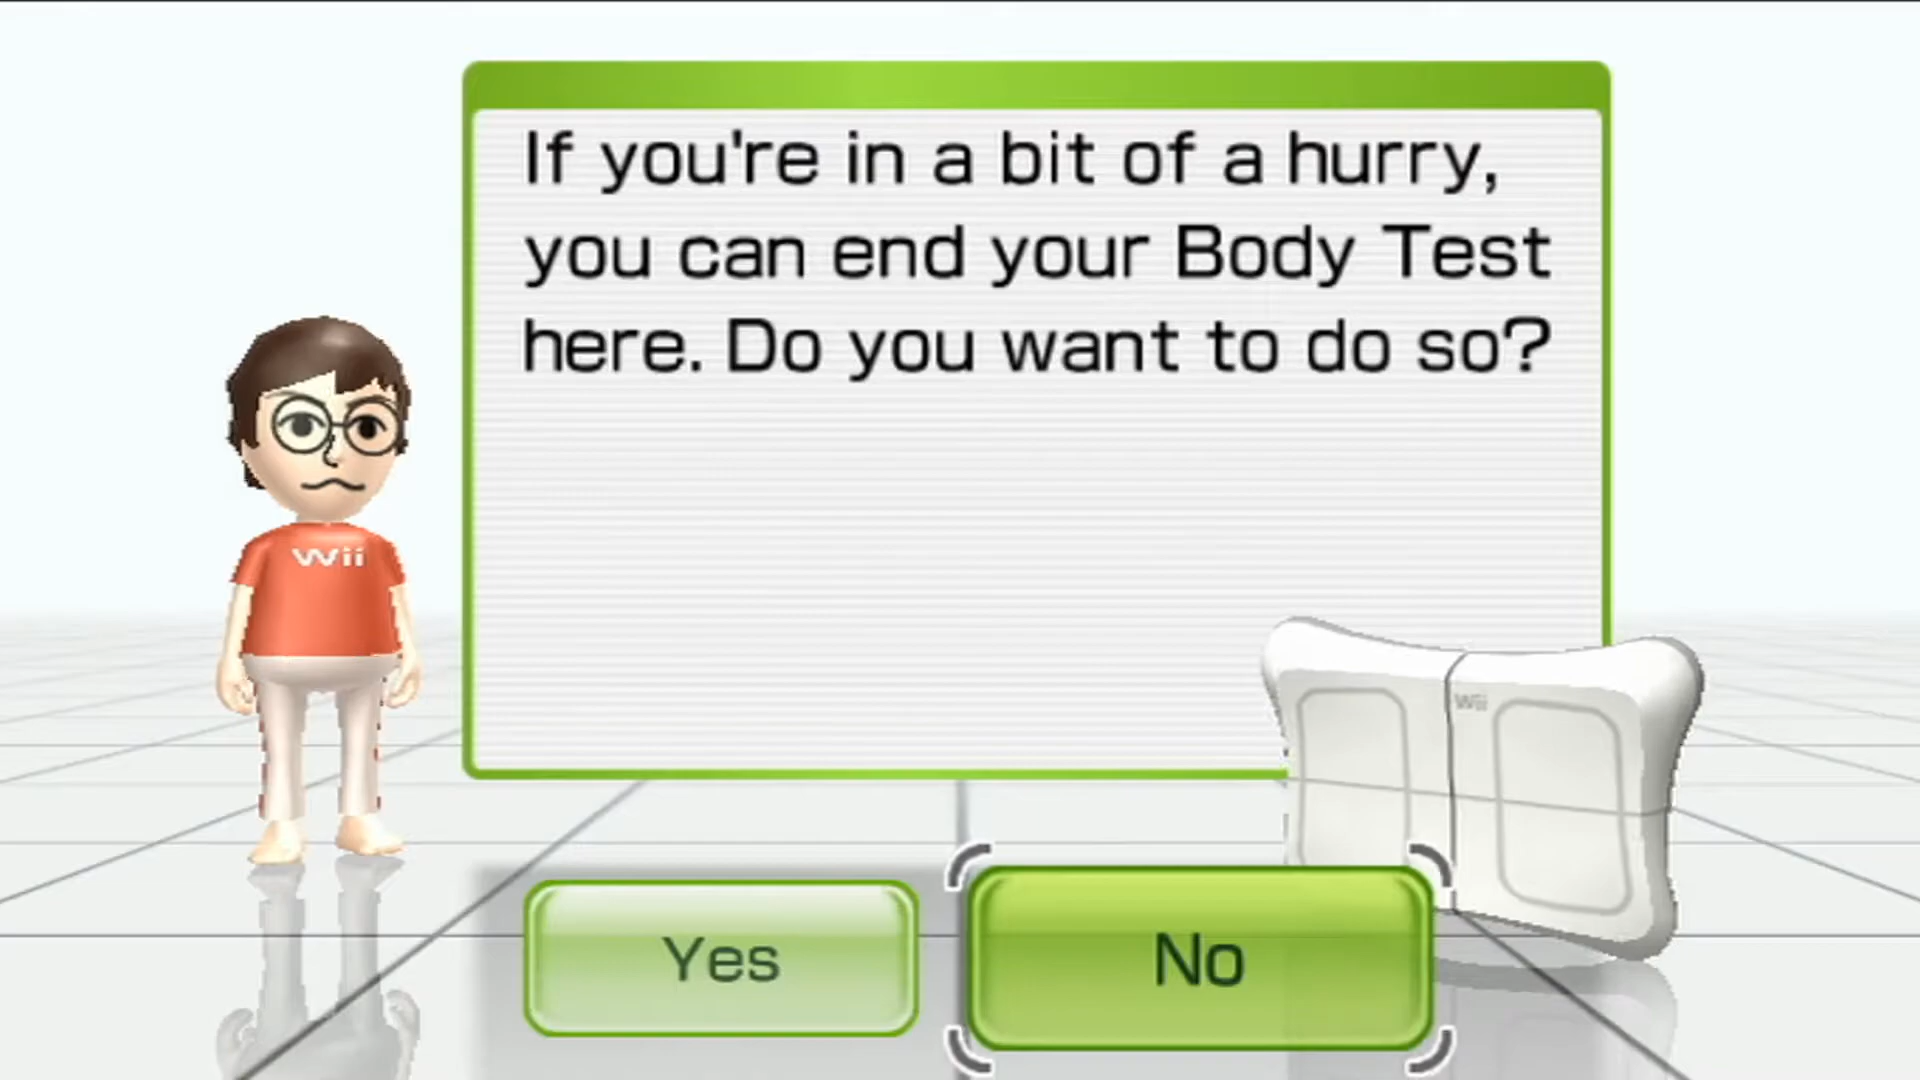 If you're in a bit of a hurry,
you can end your Body Test
here. Do you want to do so?
Wii
Wii
Yes
No